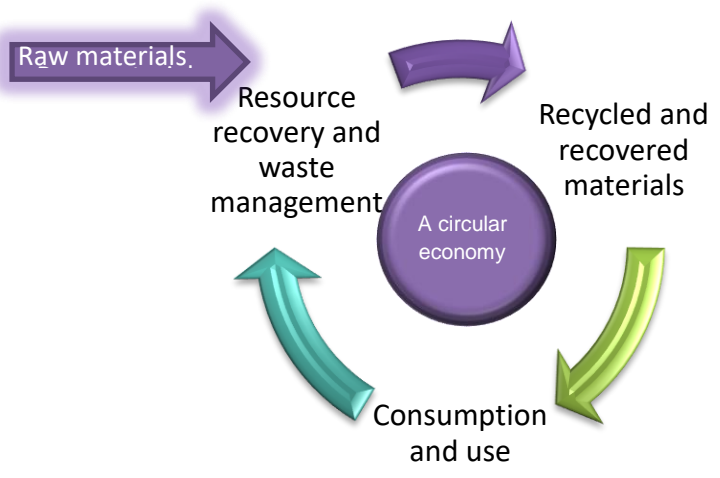 Raw materials.
Resource
recovery and
waste
management
Recycled and
recovered
materials
A circular
economy
Consumption
and use